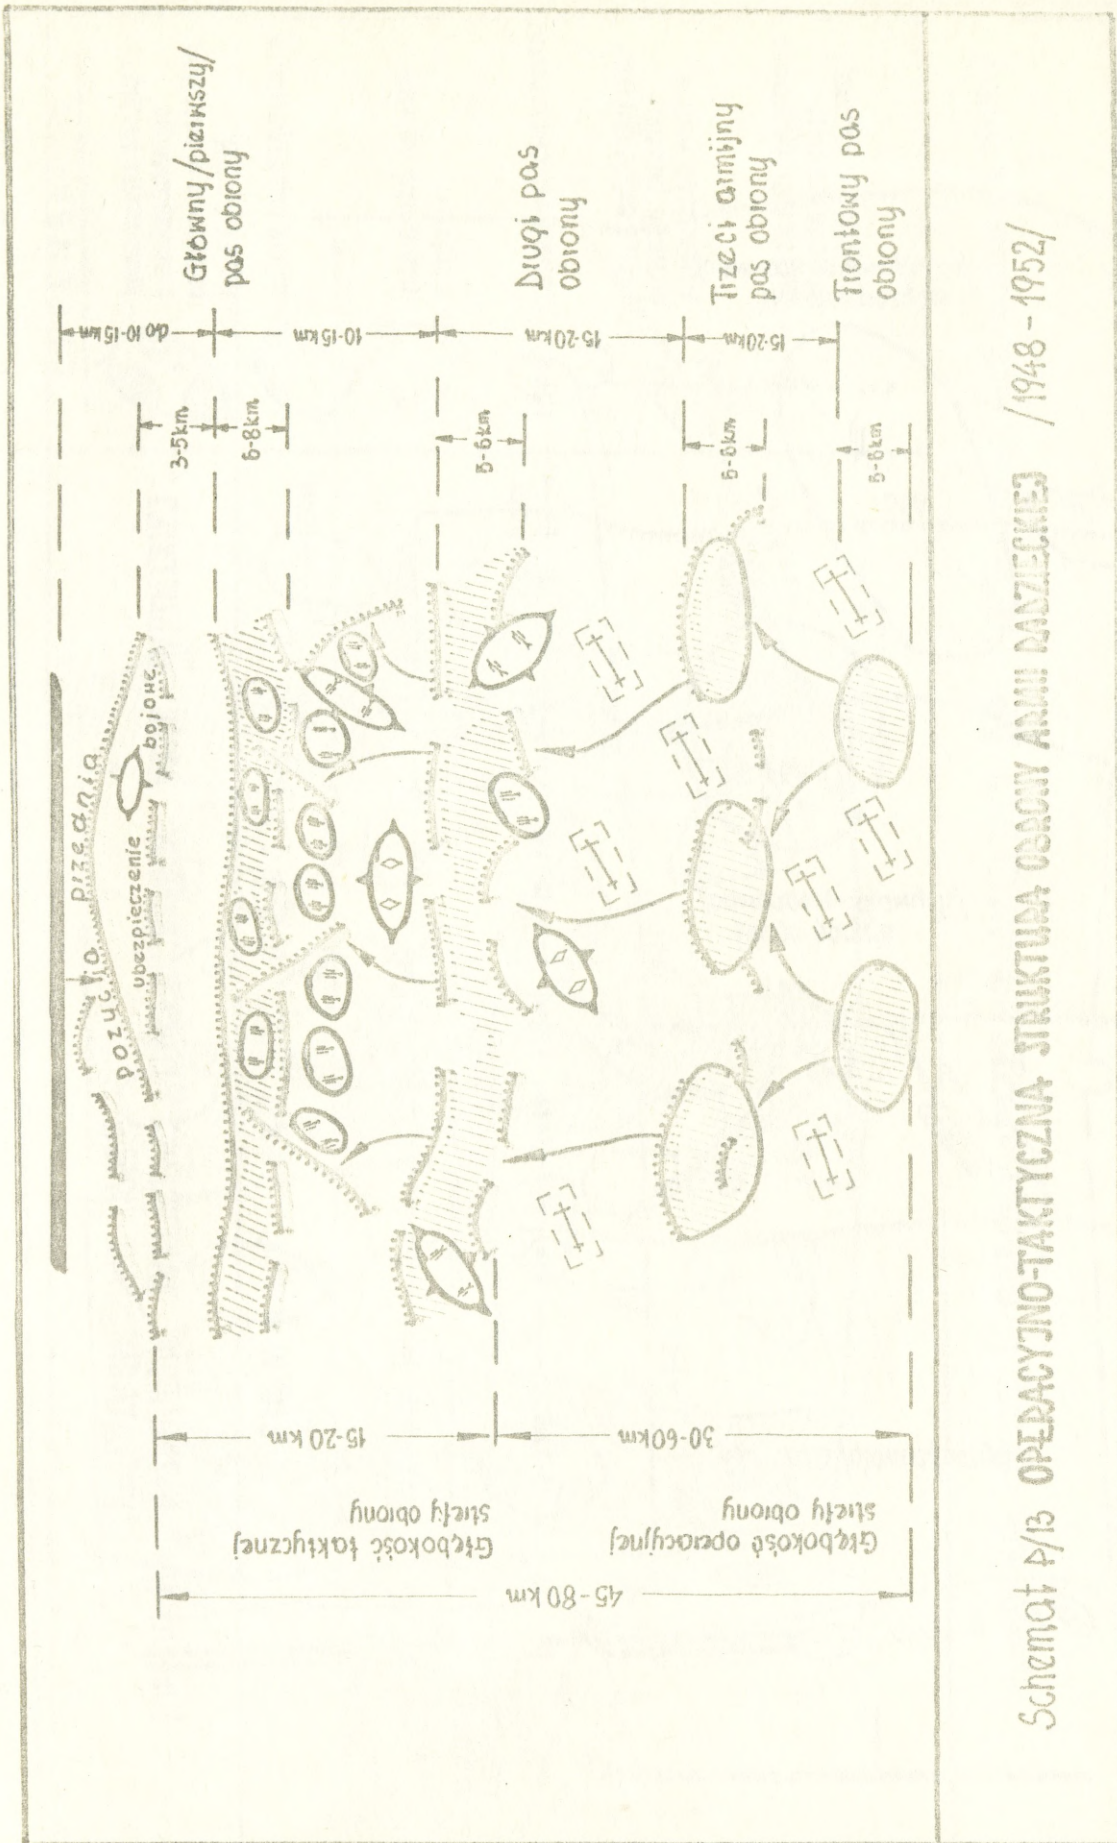 pozycja przednia
ubezpieczenie bojowe
do 10-15 km
3-5 km
6-8 km
10-15 km
5-6 km
15-20 km
5-6 km
15-20 km
5-6 km
Główny/pierwszy/
pas obrony
Drugi pas
obrony
Trzeci armijny
pas obrony
Frontowy pas
obrony
15-20 km
30-60 km
45-80 km
Głębokość taktycznej
strefy obrony
Głębokość operacyjnej
strefy obrony
Schemat P/13 OPERACYJNO-TAKTYCZNA STRUKTURA OBRONY ARMII RADZIECKIEJ /1948-1952/